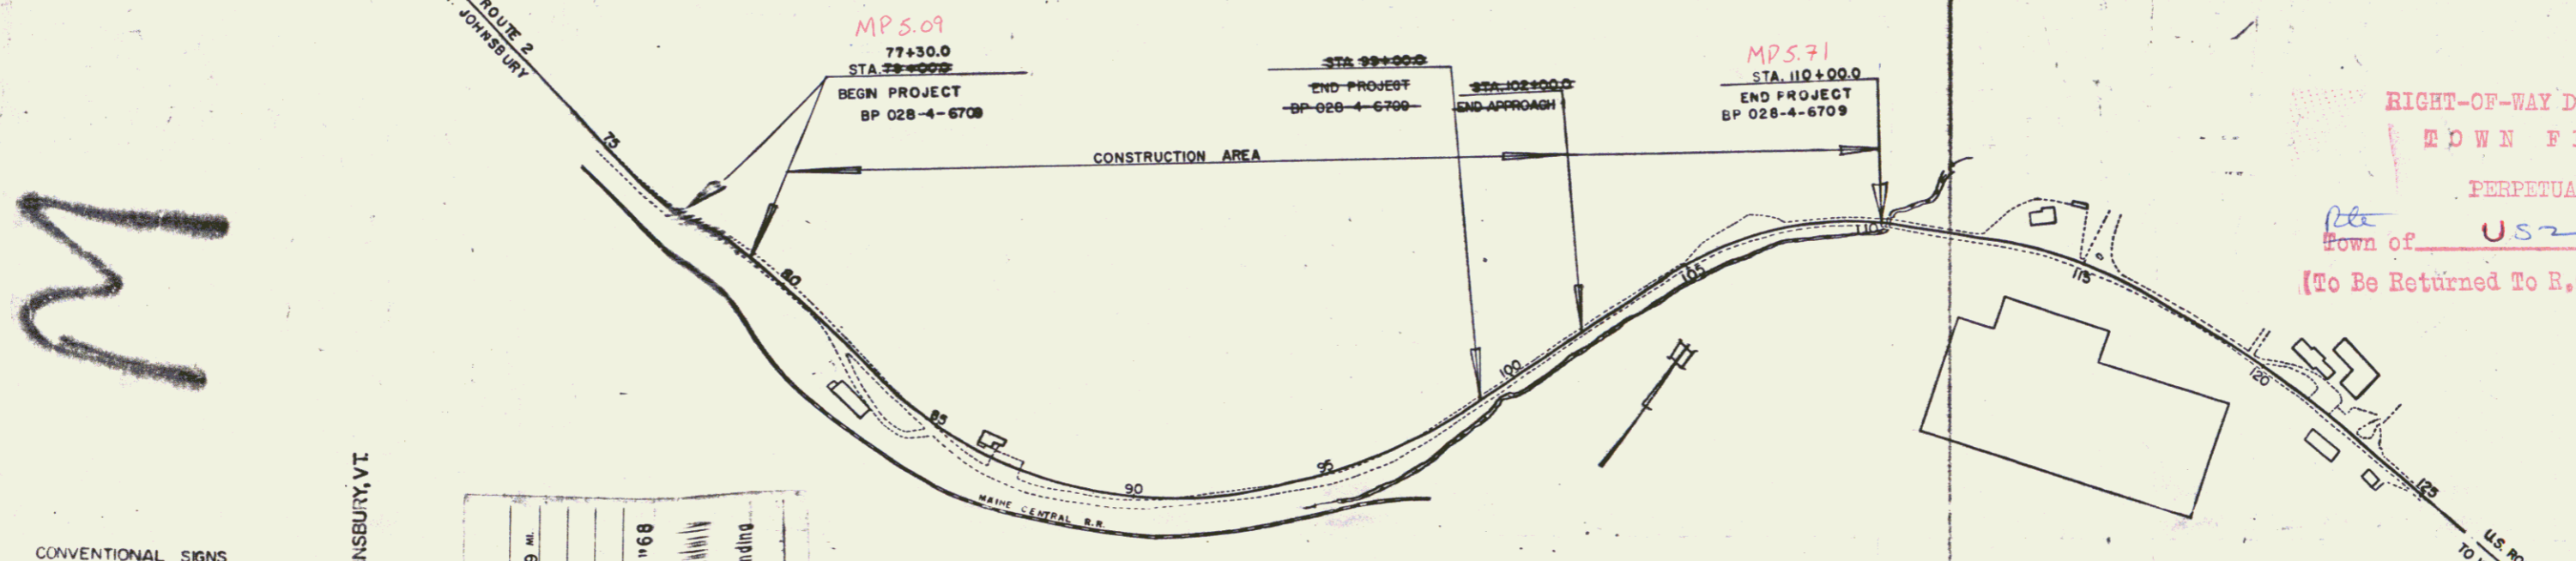 ROUTE 2
JOHNSBURY
MP 5.09
77+30.0
STA. 78+00.0
BEGIN PROJECT
BP 028-4-6709
STA. 99+00.0
END PROJECT
BP 028-4-6709
STA. 102+00.0
END APPROACH
MP 5.71
STA. 110+00.0
END PROJECT
BP 028-4-6709
CONSTRUCTION AREA
RIGHT-OF-WAY D
TOWN F
PERPETUA
Rte
Town of US2
(To Be Returned To R.
75
80
85
90
95
100
105
110
115
120
125
MAINE CENTRAL R.R.
NSBURY, VT.
9 MI.
"68
nding
CONVENTIONAL SIGNS
U.S. RO
TO